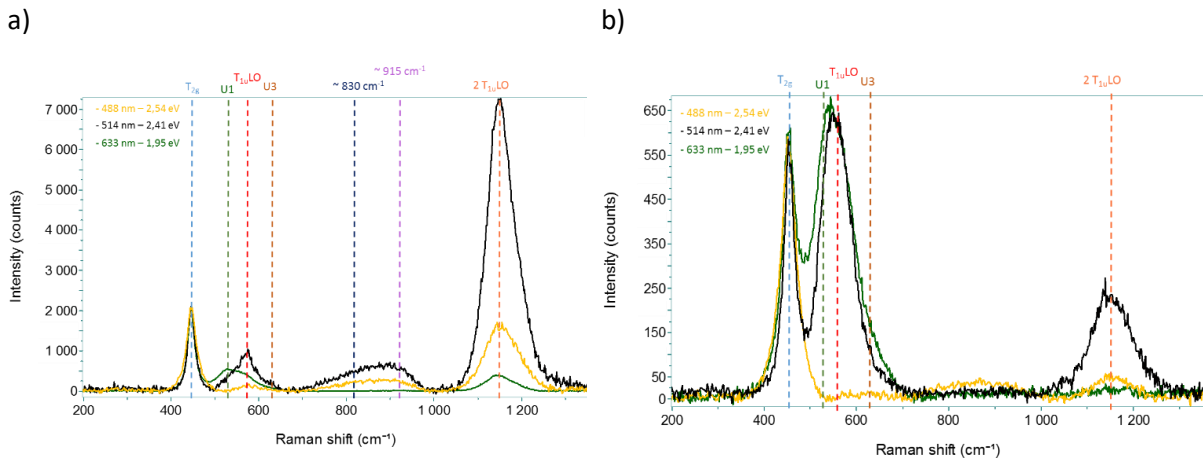 a)
~ 915 cm⁻¹
T₂g U1 T₁ᵤLO U3 ~ 830 cm⁻¹ 2 T₁ᵤLO
- 488 nm – 2,54 eV
- 514 nm – 2,41 eV
- 633 nm – 1,95 eV
Intensity (counts)
7 000
6 000
5 000
4 000
3 000
2 000
1 000
0
200 400 600 800 1 000 1 200
Raman shift (cm⁻¹)
b)
T₂g U1 T₁ᵤLO U3 2 T₁ᵤLO
- 488 nm – 2,54 eV
- 514 nm – 2,41 eV
- 633 nm – 1,95 eV
Intensity (counts)
650
550
450
350
250
150
50
0
200 400 600 800 1 000 1 200
Raman shift (cm⁻¹)